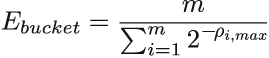 $E_{bucket} = \frac{m}{\sum_{i=1}^{m} 2^{-\rho_{i,max}}}$